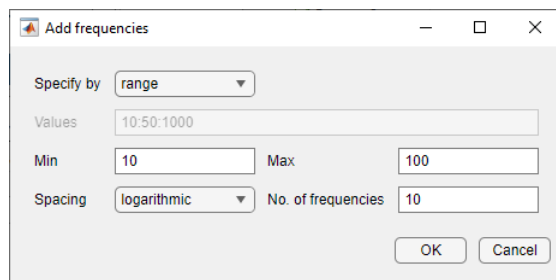 Add frequencies
Specify by range
Values 10:50:1000
Min 10 Max 100
Spacing logarithmic No. of frequencies 10
OK Cancel